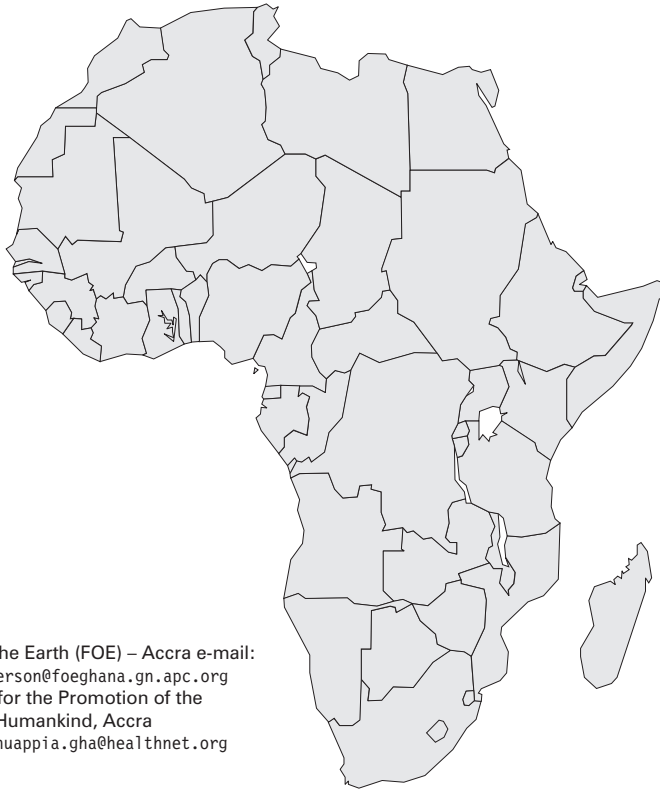 he Earth (FOE) – Accra e-mail:
erson@foeghana.gn.apc.org
for the Promotion of the
Humankind, Accra
uappia.gha@healthnet.org